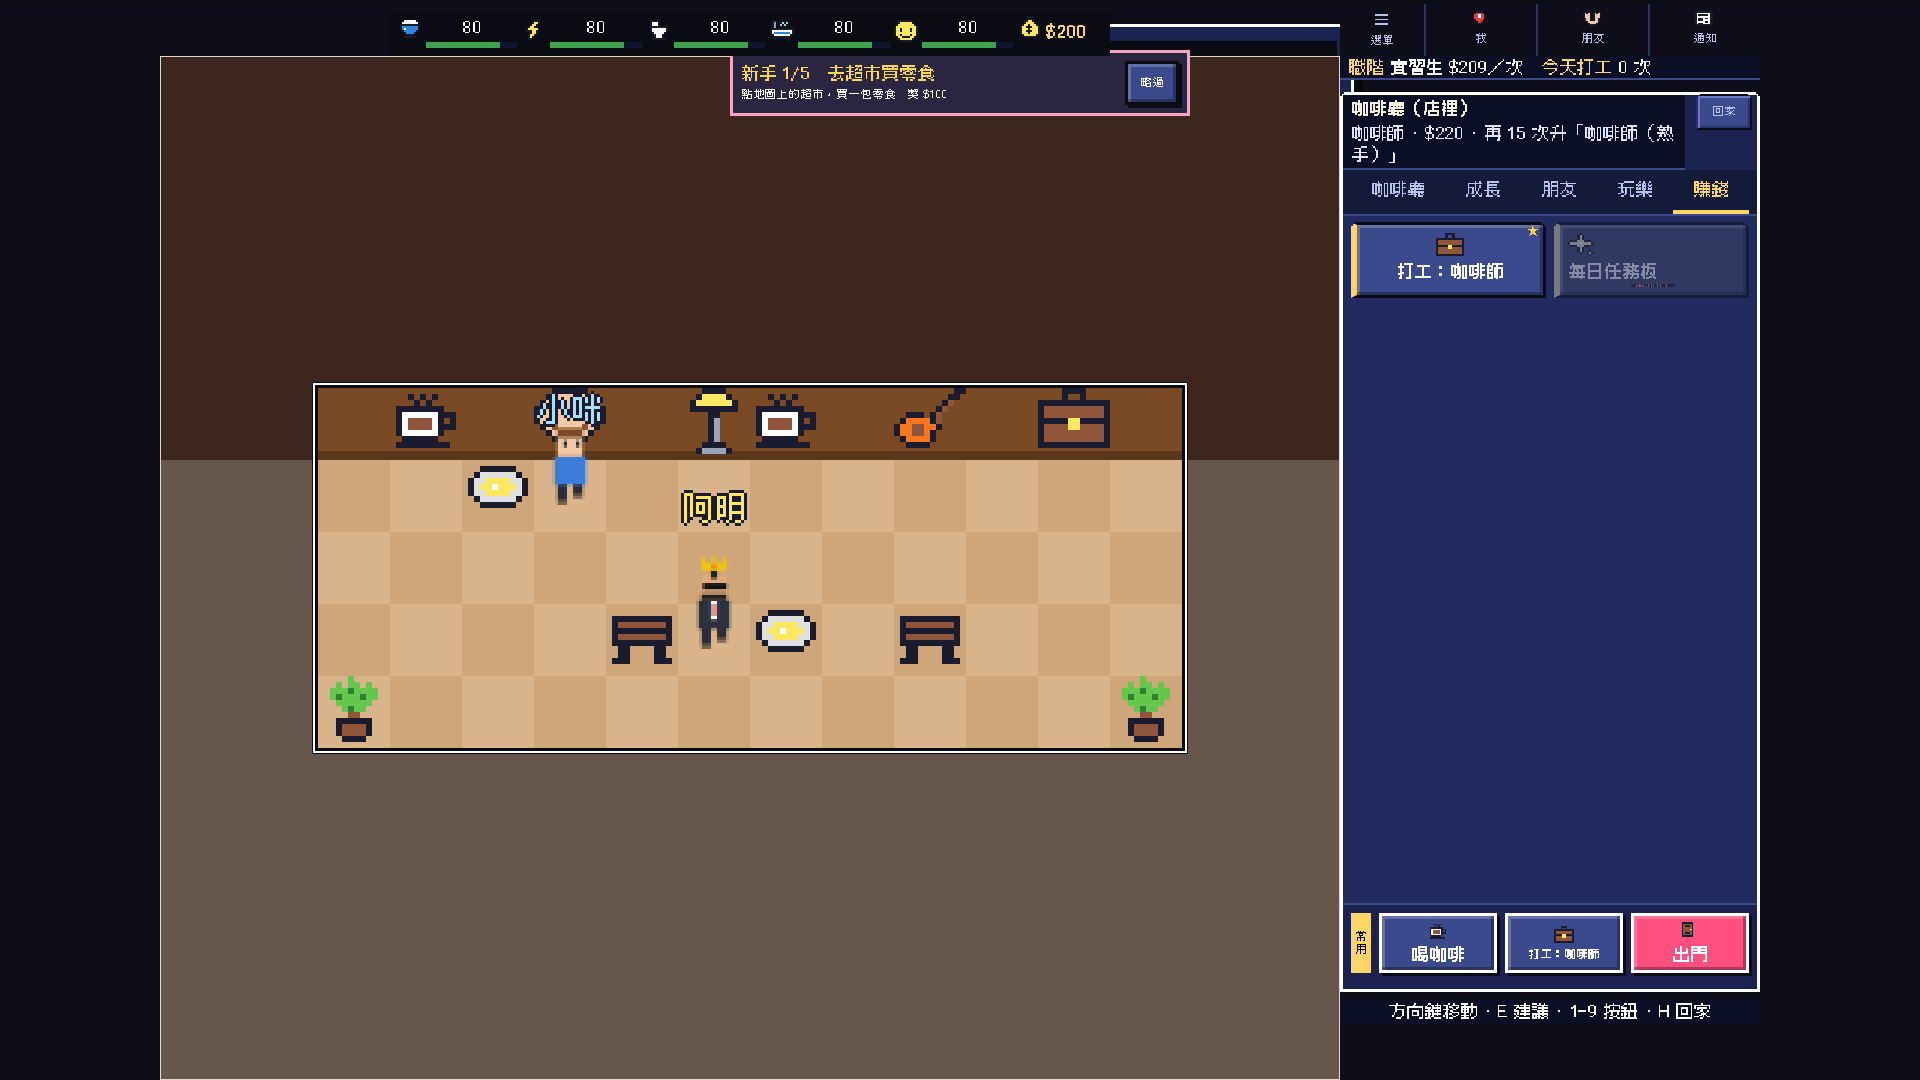 80 80 80 80 80 $200
選單 我 朋友 通知
新手 1/5 去超市買零食
點地圖上的超市，買一包零食 獎 $100
略過
職階 實習生 $209／次 今天打工 0 次
咖啡廳（店裡）
回家
咖啡師 · $220 · 再 15 次升「咖啡師（熟
手）」
咖啡廳 成長 朋友 玩樂 賺錢
打工：咖啡師
每日任務板
小咪
阿明
常用
喝咖啡
打工：咖啡師
出門
方向鍵移動 · E 建議 · 1-9 按鈕 · H 回家